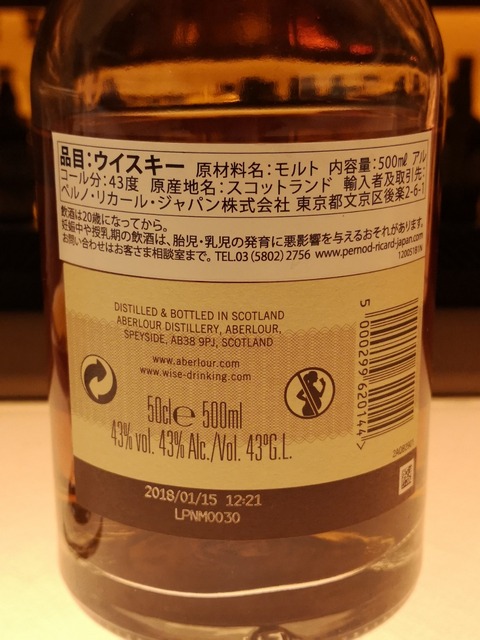 品目:ウイスキー 原材料名:モルト 内容量:500㎖ アル
コール分:43度 原産地名:スコットランド 輸入者及取引先:
ペルノ・リカール・ジャパン株式会社 東京都文京区後楽2-6-1
飲酒は20歳になってから。
妊娠中や授乳期の飲酒は、胎児・乳児の発育に悪影響を与えるおそれがあります。
お問い合わせはお客さま相談室まで。TEL.03 (5802) 2756 www.pernod-ricard-japan.com
12005181N
DISTILLED & BOTTLED IN SCOTLAND
ABERLOUR DISTILLERY, ABERLOUR,
SPEYSIDE, AB38 9PJ, SCOTLAND
www.aberlour.com
www.wise-drinking.com
50cl℮ 500ml
43% vol. 43% Alc./Vol. 43°G.L.
5 000299 620144 >
2018/01/15 12:21
LPNM0030